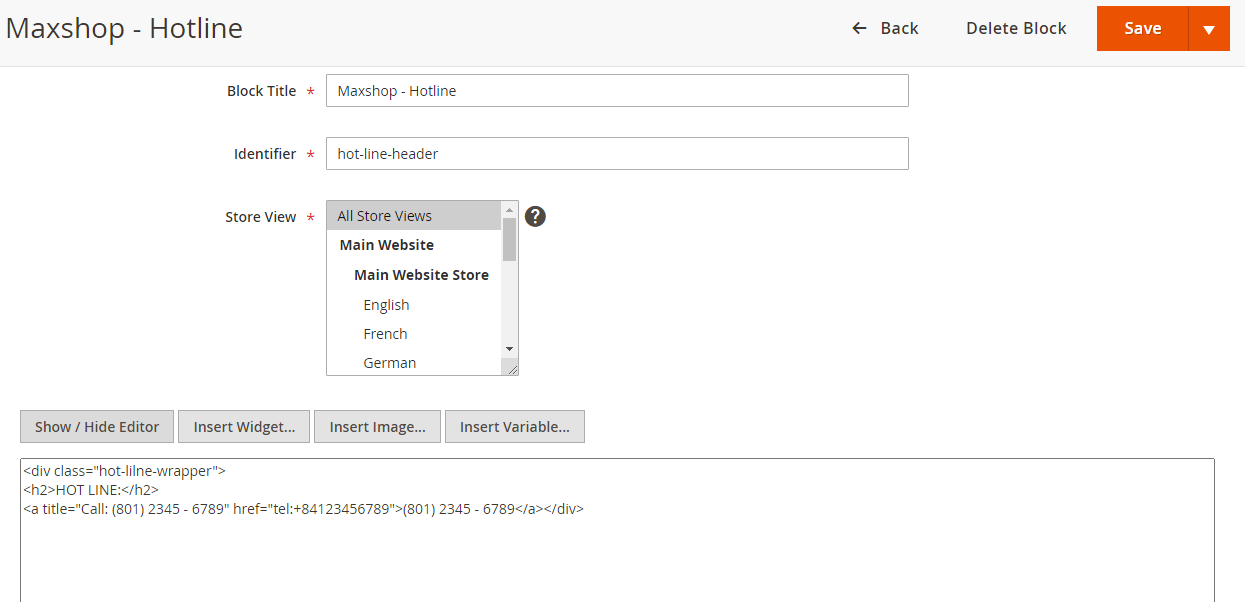 Maxshop - Hotline
Back
Delete Block
Save
Block Title *
Maxshop - Hotline
Identifier *
hot-line-header
Store View *
All Store Views
?
Main Website
Main Website Store
English
French
German
Show / Hide Editor
Insert Widget...
Insert Image...
Insert Variable...
<div class="hot-lilne-wrapper">
<h2>HOT LINE:</h2>
<a title="Call: (801) 2345 - 6789" href="tel:+84123456789">(801) 2345 - 6789</a></div>